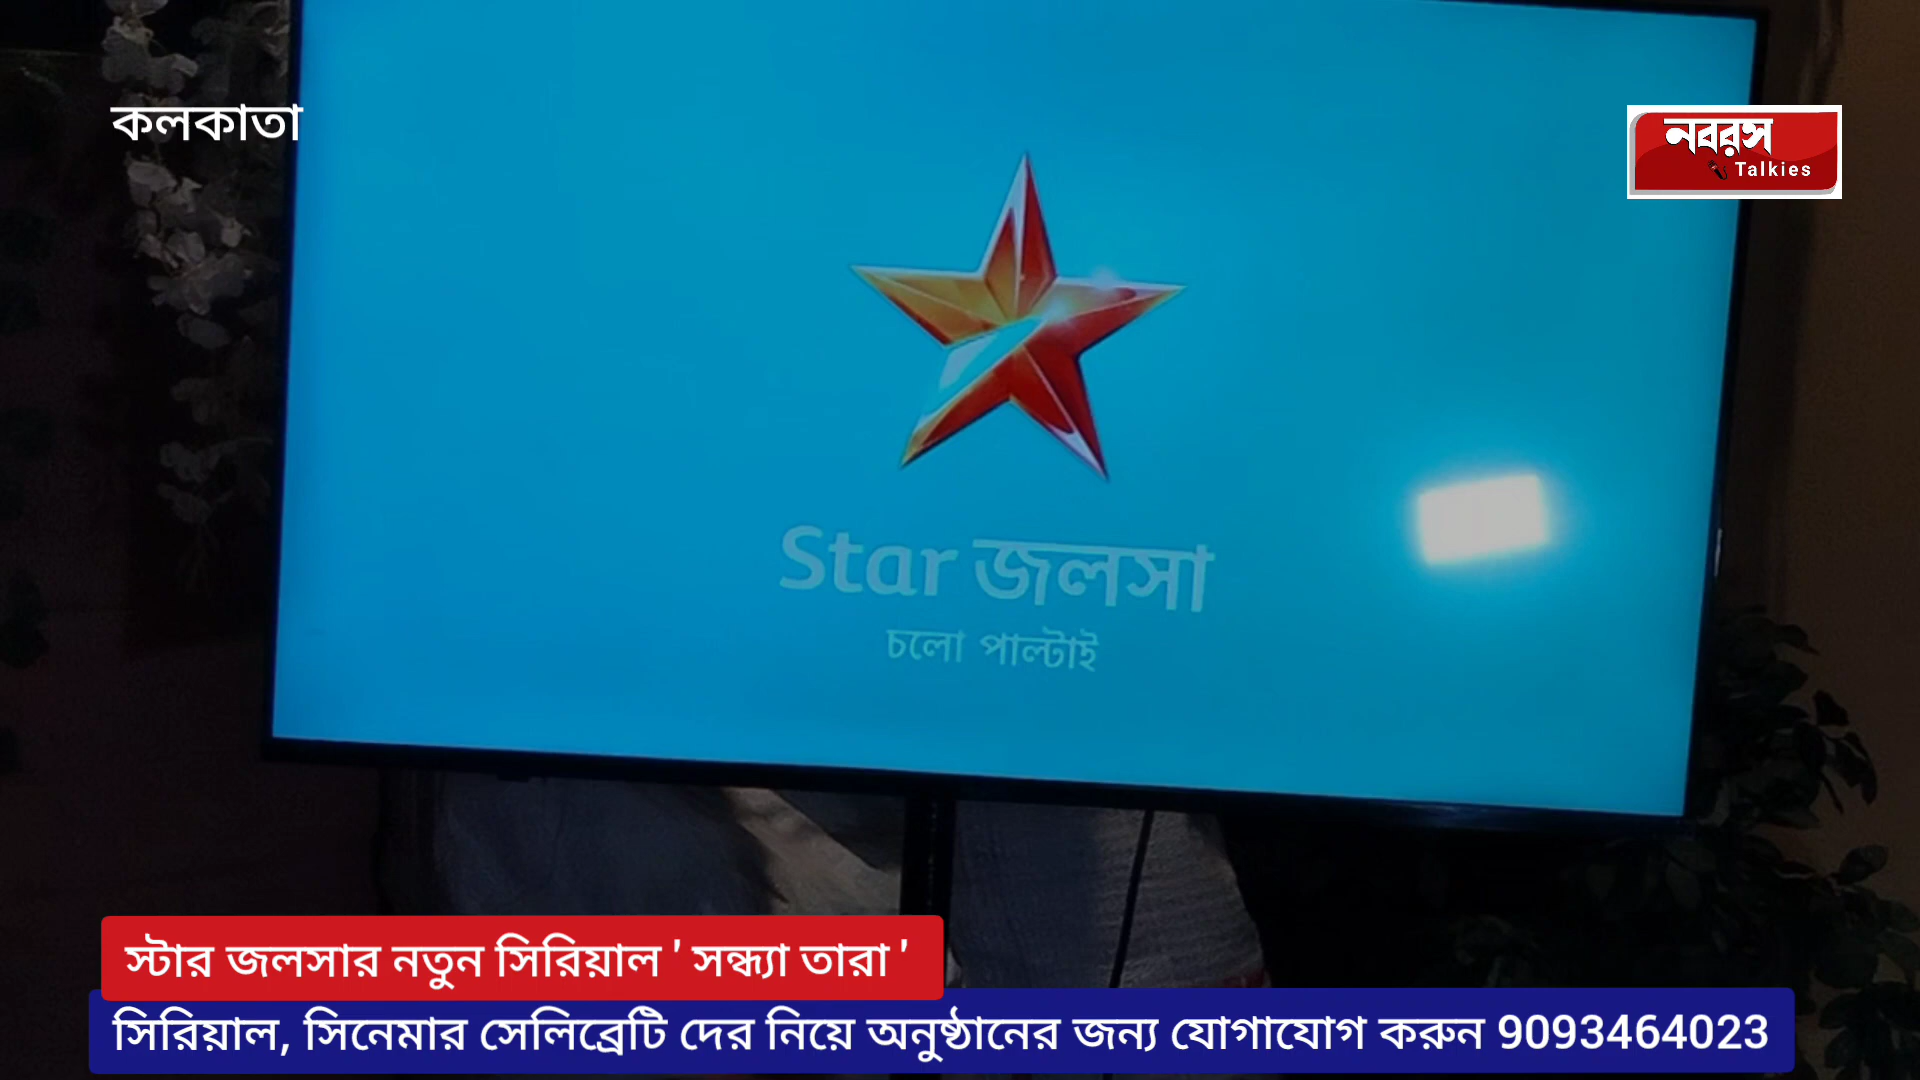 কলকাতা
নবরস
Talkies
Star জলসা
চলো পাল্টাই
স্টার জলসার নতুন সিরিয়াল ' সন্ধ্যা তারা '
সিরিয়াল, সিনেমার সেলিব্রেটি দের নিয়ে অনুষ্ঠানের জন্য যোগাযোগ করুন 9093464023